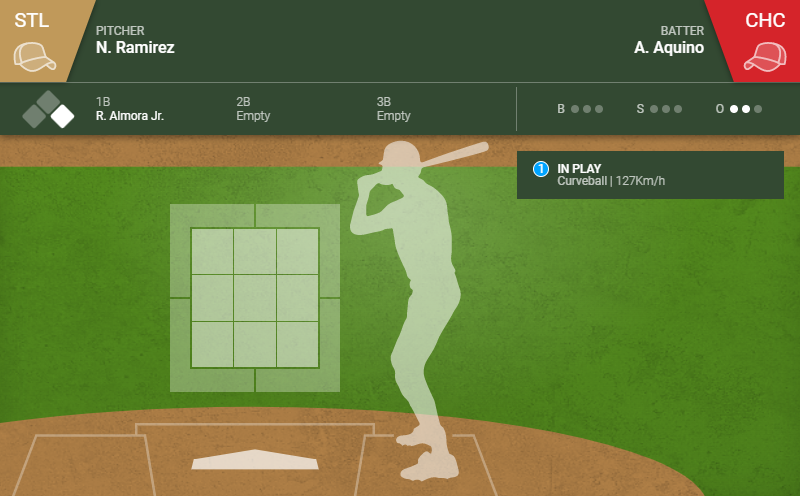 STL
PITCHER
N. Ramirez
BATTER
A. Aquino
CHC
1B
R. Almora Jr.
2B
Empty
3B
Empty
B
S
O
1 IN PLAY
Curveball | 127Km/h